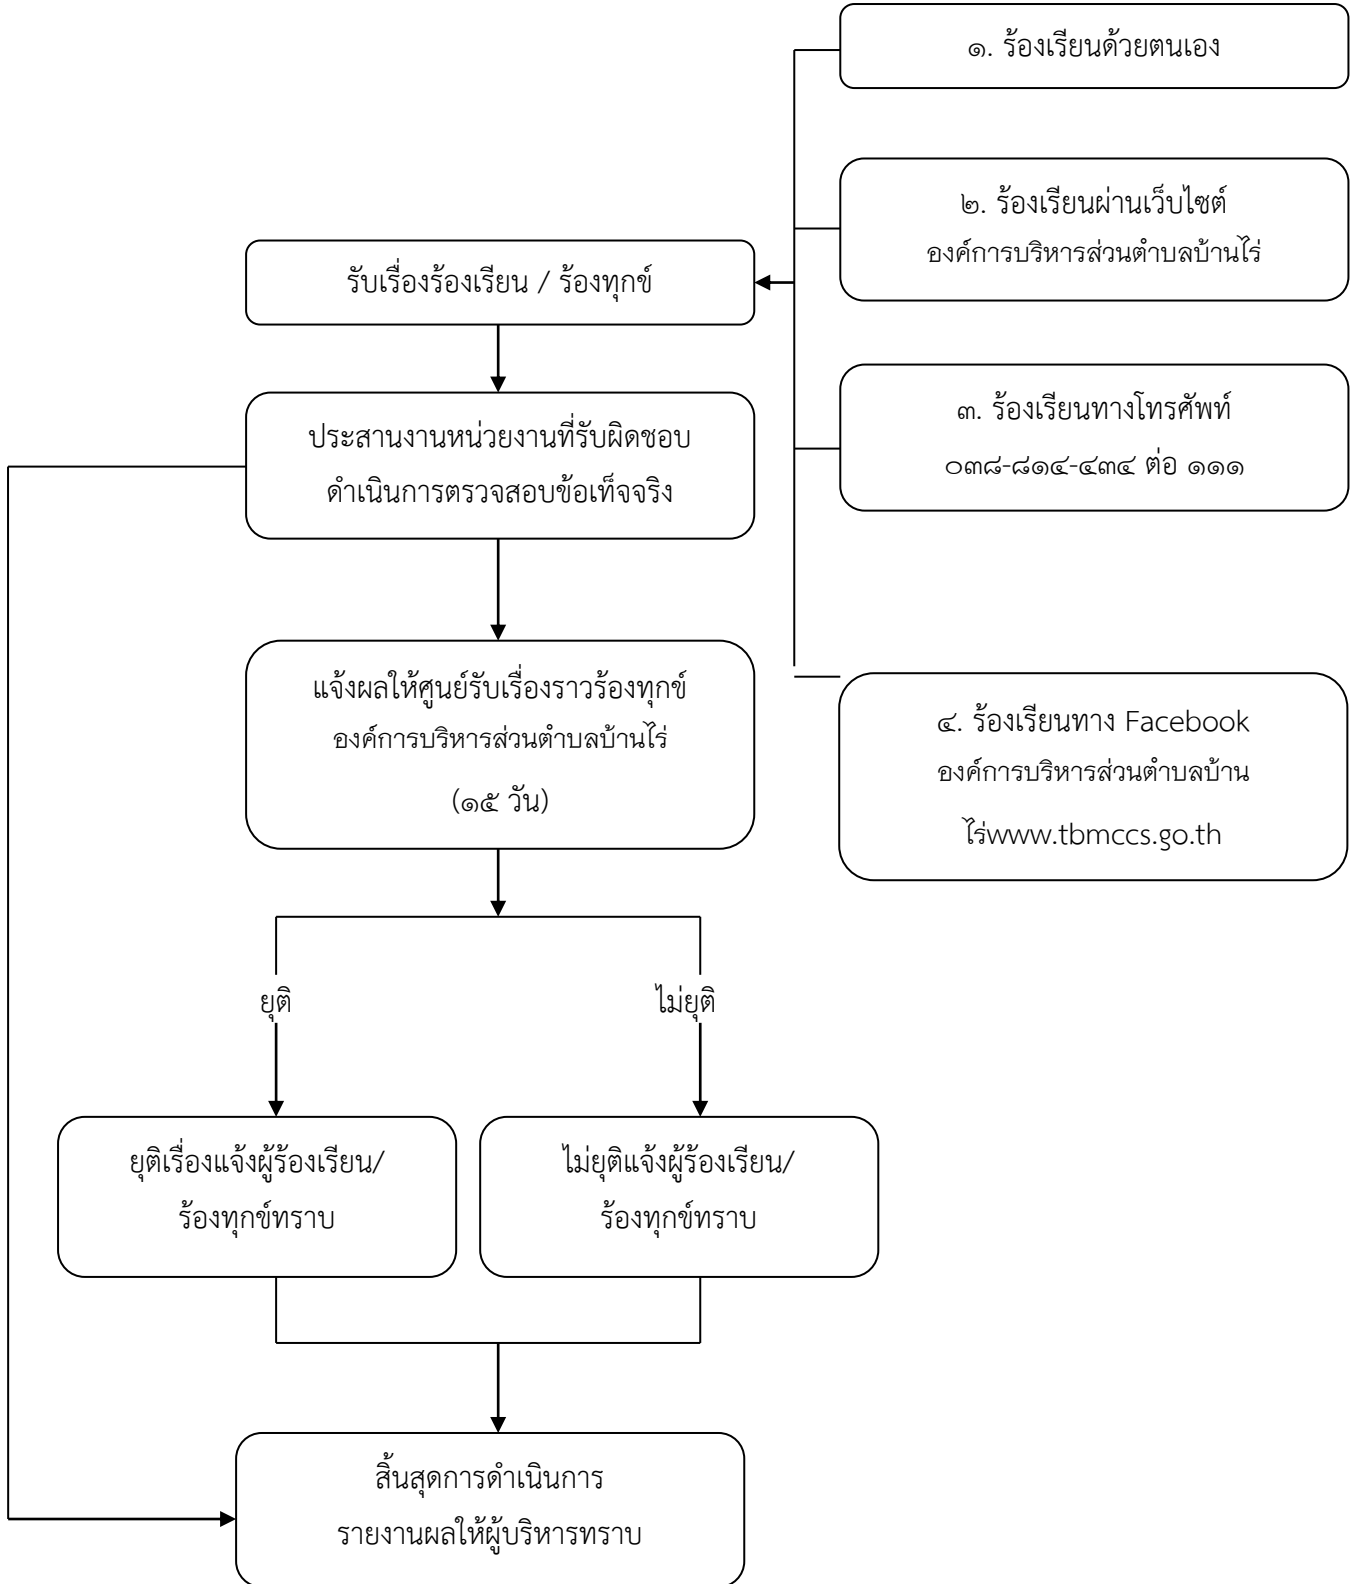 ๑. ร้องเรียนด้วยตนเอง
๒. ร้องเรียนผ่านเว็บไซต์
องค์การบริหารส่วนตำบลบ้านไร่
รับเรื่องร้องเรียน / ร้องทุกข์
๓. ร้องเรียนทางโทรศัพท์
๐๓๘-๘๑๔-๔๓๔ ต่อ ๑๑๑
ประสานงานหน่วยงานที่รับผิดชอบ
ดำเนินการตรวจสอบข้อเท็จจริง
แจ้งผลให้ศูนย์รับเรื่องราวร้องทุกข์
องค์การบริหารส่วนตำบลบ้านไร่
(๑๕ วัน)
๔. ร้องเรียนทาง Facebook
องค์การบริหารส่วนตำบลบ้าน
ไร่www.tbmccs.go.th
ยุติ
ไม่ยุติ
ยุติเรื่องแจ้งผู้ร้องเรียน/
ร้องทุกข์ทราบ
ไม่ยุติแจ้งผู้ร้องเรียน/
ร้องทุกข์ทราบ
สิ้นสุดการดำเนินการ
รายงานผลให้ผู้บริหารทราบ